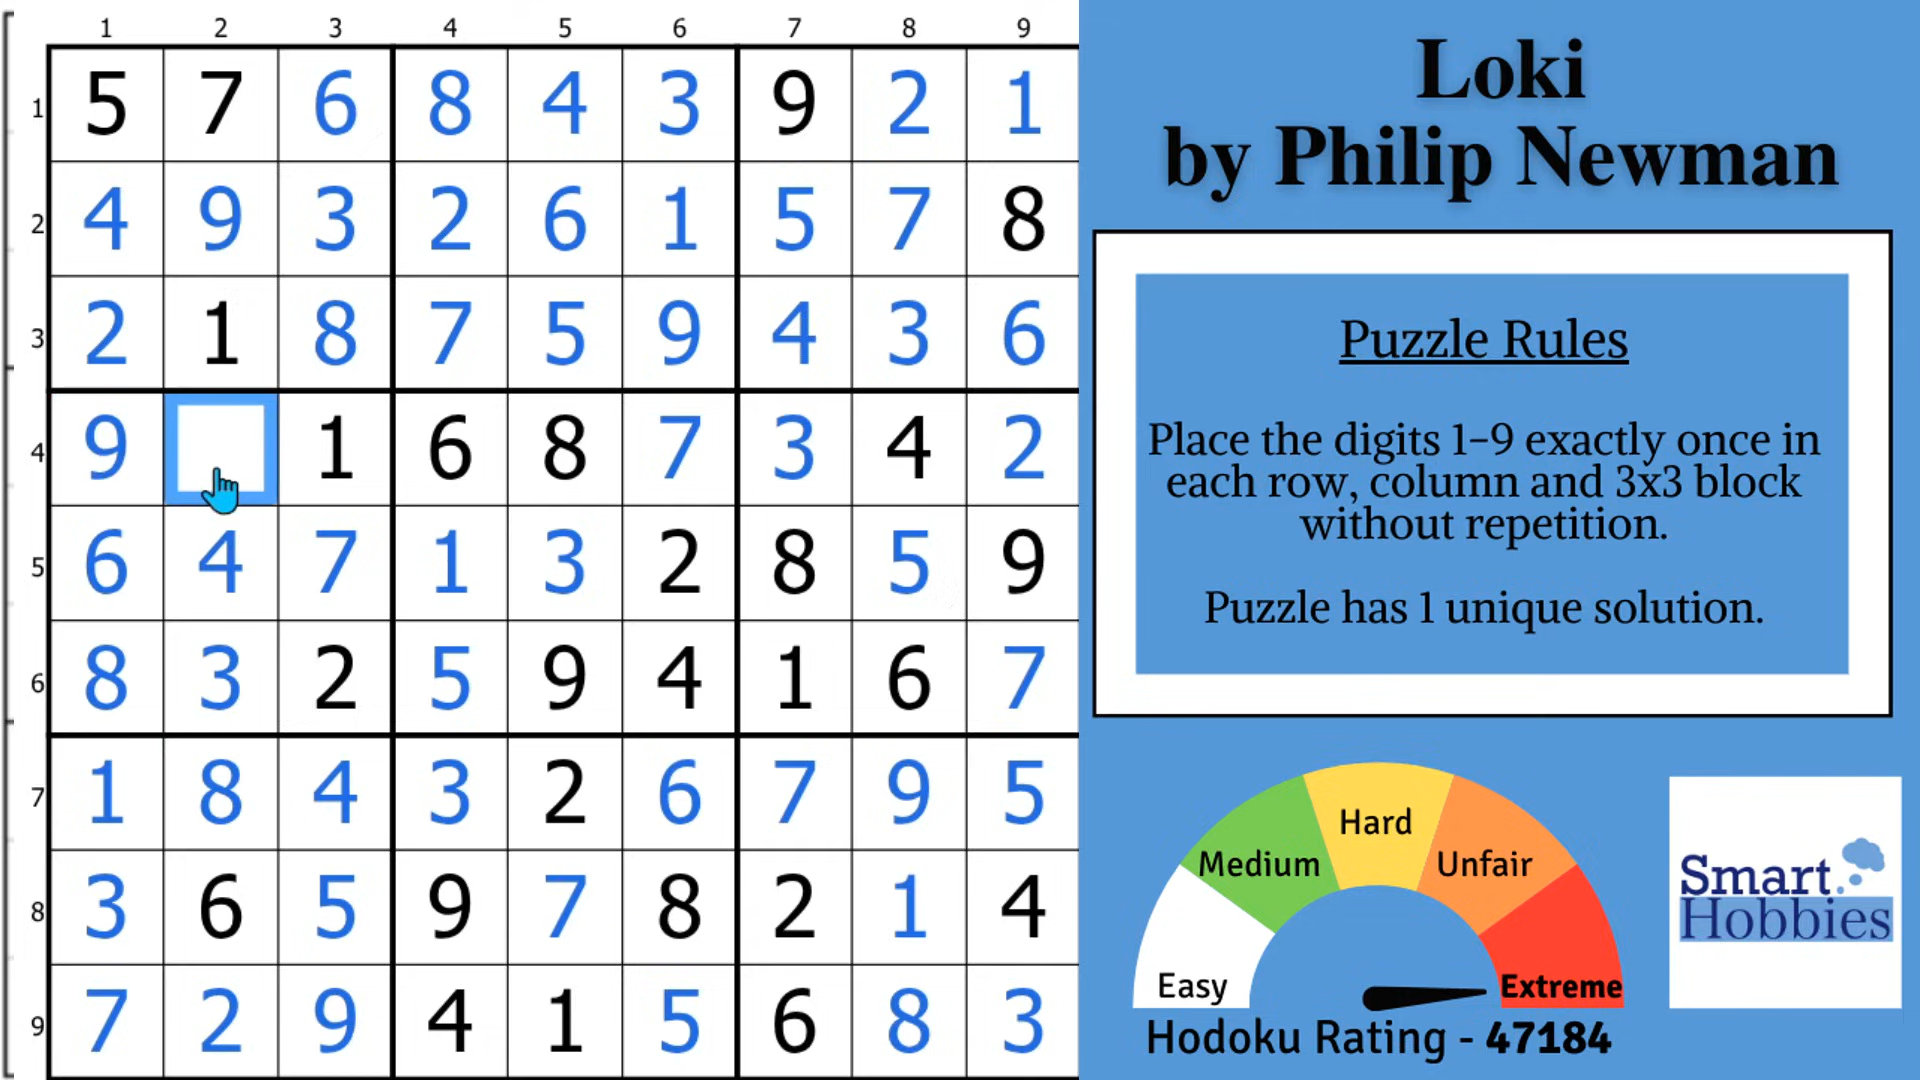 1 2 3 4 5 6 7 8 9
1 5 7 6 8 4 3 9 2 1
2 4 9 3 2 6 1 5 7 8
3 2 1 8 7 5 9 4 3 6
4 9 1 6 8 7 3 4 2
5 6 4 7 1 3 2 8 5 9
6 8 3 2 5 9 4 1 6 7
7 1 8 4 3 2 6 7 9 5
8 3 6 5 9 7 8 2 1 4
9 7 2 9 4 1 5 6 8 3
Loki
by Philip Newman
Puzzle Rules
Place the digits 1-9 exactly once in
each row, column and 3x3 block
without repetition.
Puzzle has 1 unique solution.
Easy
Medium
Hard
Unfair
Extreme
Hodoku Rating - 47184
Smart
Hobbies